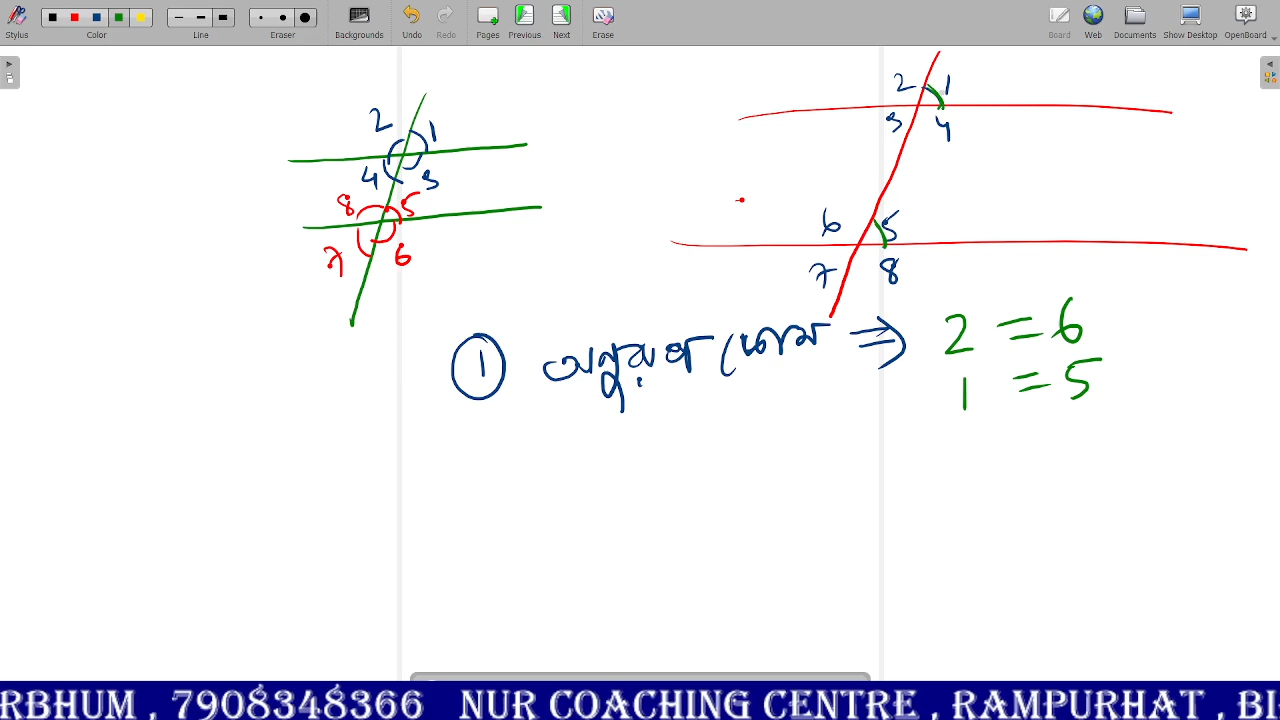 Stylus Color Line Eraser Backgrounds Undo Redo Pages Previous Next Erase Board Web Documents Show Desktop OpenBoard
2 1
4 3
8 5
7 6
2 1
3 4
6 5
7 8
① অনুরূপ কোণ ⇒ 2 = 6
1 = 5
RBHUM , 7908348366 NUR COACHING CENTRE , RAMPURHAT , BI